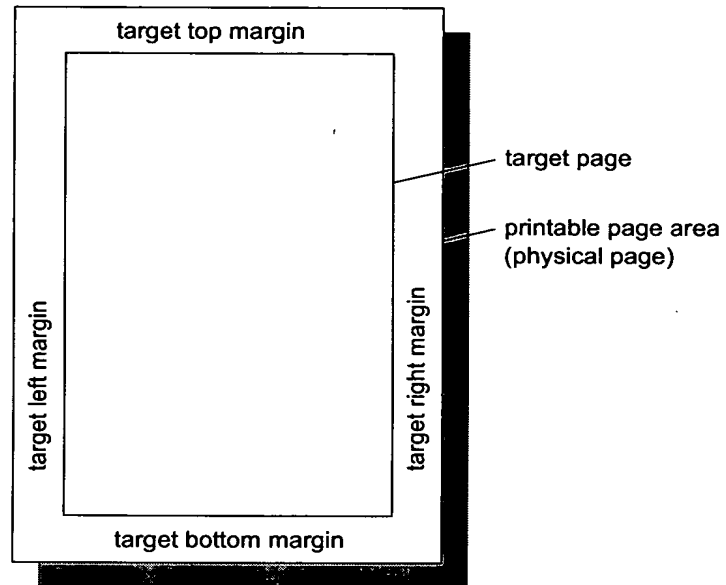 target top margin
target page
printable page area
(physical page)
target left margin
target right margin
target bottom margin